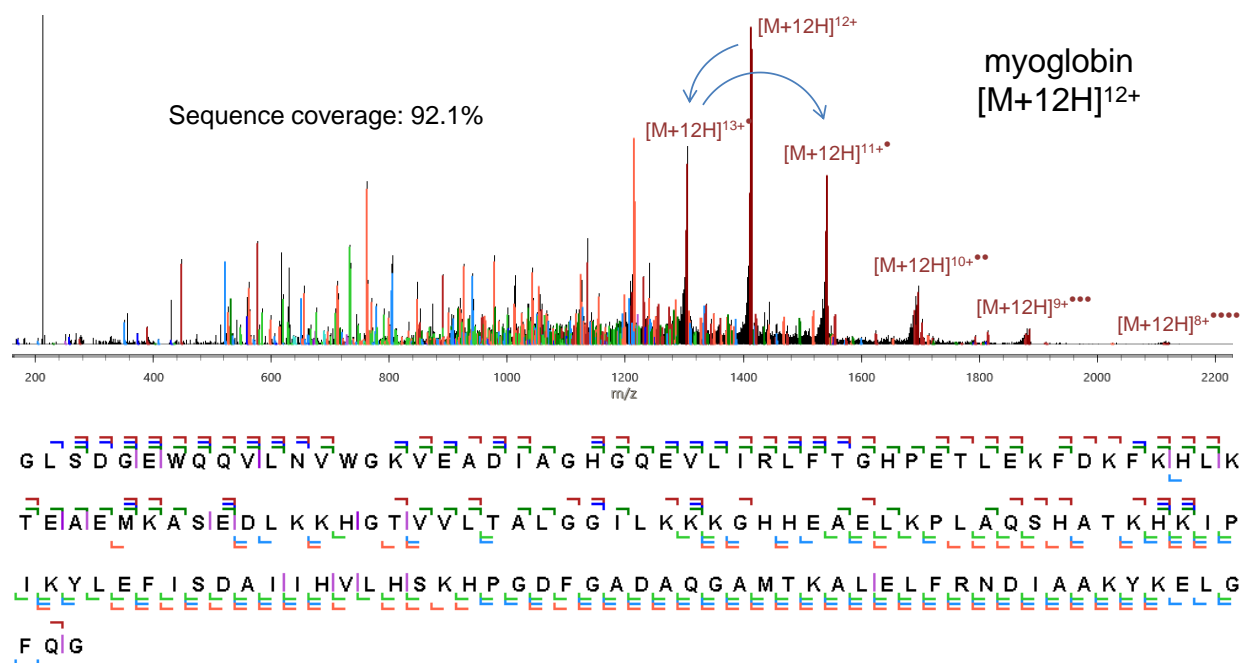 [M+12H]12+
myoglobin
[M+12H]12+
Sequence coverage: 92.1%
[M+12H]13+•
[M+12H]11+•
[M+12H]10+••
[M+12H]9+•••
[M+12H]8+••••
200 400 600 800 1000 1200 1400 1600 1800 2000 2200
m/z
G L S D G E W Q Q V L N V W G K V E A D I A G H G Q E V L I R L F T G H P E T L E K F D K F K H L K
T E A E M K A S E D L K K H G T V V L T A L G G I L K K K G H H E A E L K P L A Q S H A T K H K I P
I K Y L E F I S D A I I H V L H S K H P G D F G A D A Q G A M T K A L E L F R N D I A A K Y K E L G
F Q G